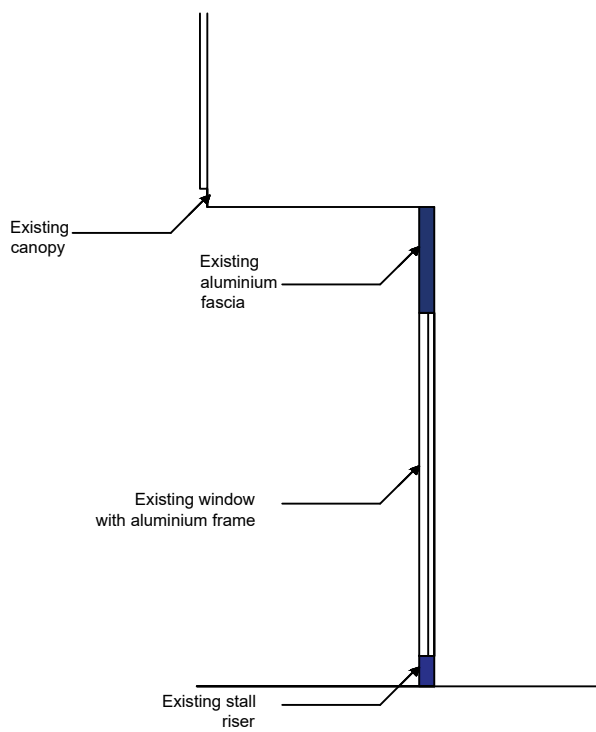 Existing
canopy
Existing
aluminium
fascia
Existing window
with aluminium frame
Existing stall
riser